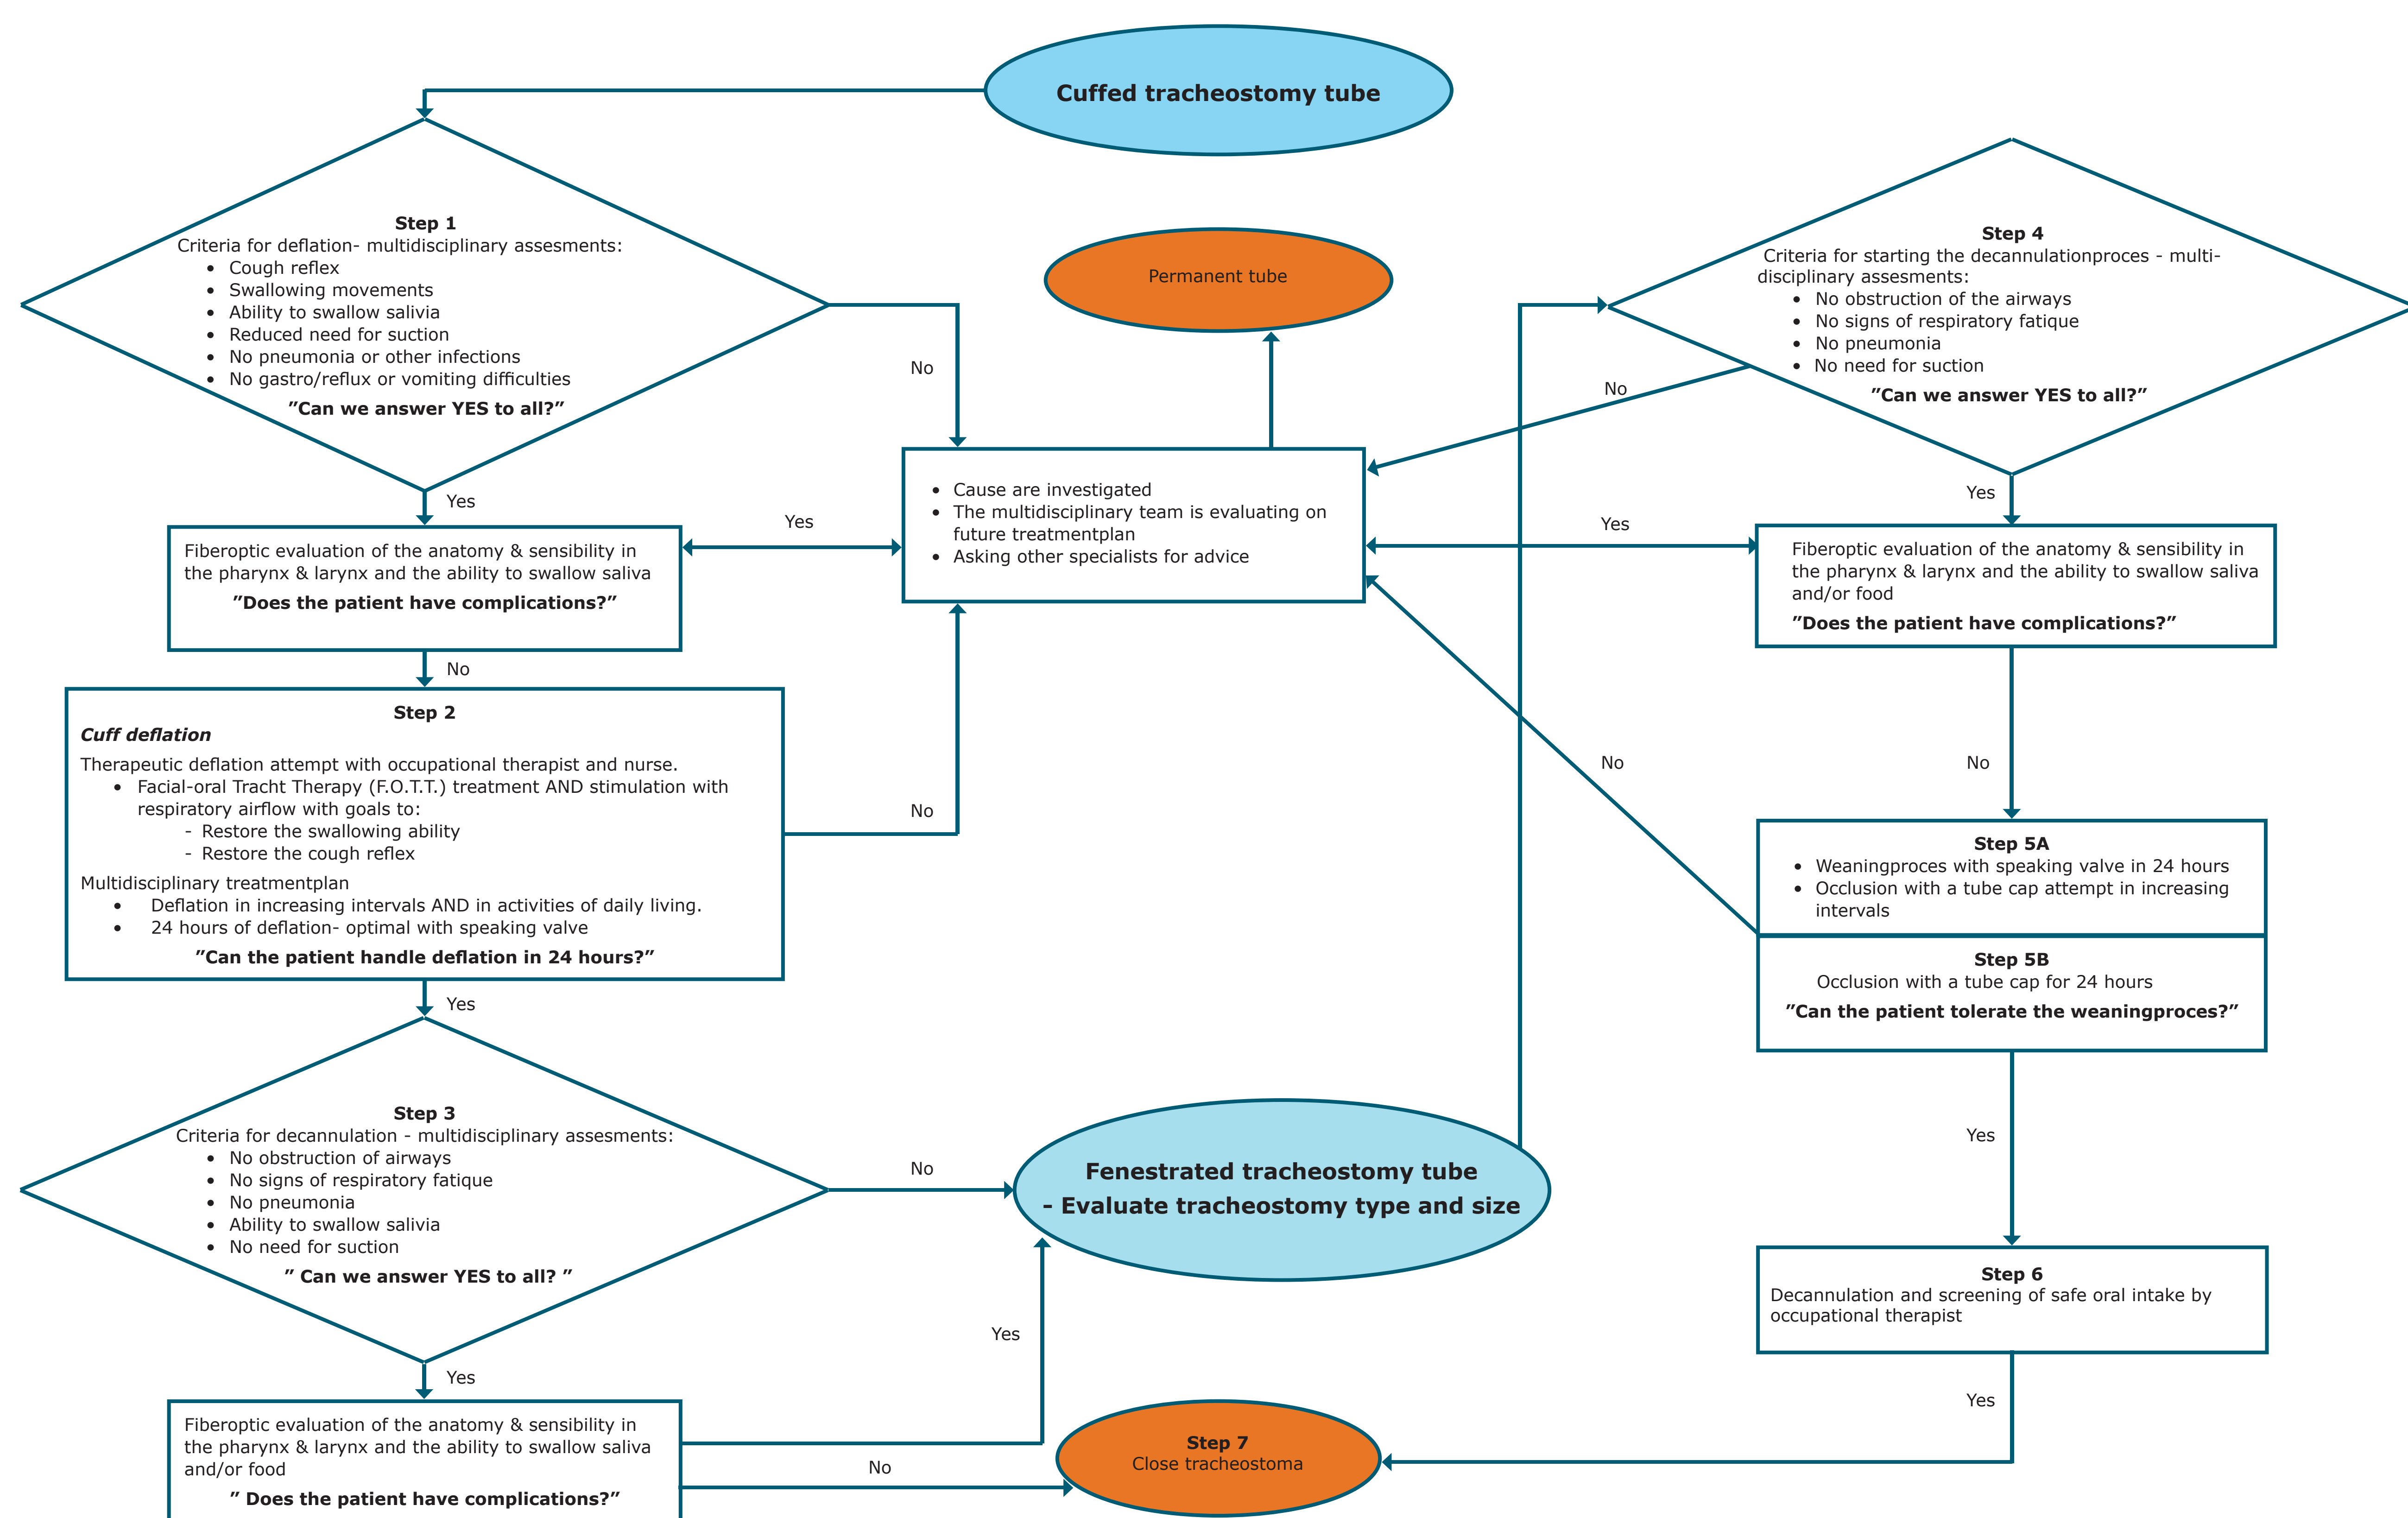 Cuffed tracheostomy tube
Step 1
Criteria for deflation- multidisciplinary assesments:
• Cough reflex
• Swallowing movements
• Ability to swallow salivia
• Reduced need for suction
• No pneumonia or other infections
• No gastro/reflux or vomiting difficulties
”Can we answer YES to all?”
No
Yes
Permanent tube
Step 4
Criteria for starting the decannulationproces - multi-
disciplinary assesments:
• No obstruction of the airways
• No signs of respiratory fatique
• No pneumonia
• No need for suction
”Can we answer YES to all?”
No
Yes
Fiberoptic evaluation of the anatomy & sensibility in
the pharynx & larynx and the ability to swallow saliva
”Does the patient have complications?”
Yes
No
• Cause are investigated
• The multidisciplinary team is evaluating on
future treatmentplan
• Asking other specialists for advice
Yes
Fiberoptic evaluation of the anatomy & sensibility in
the pharynx & larynx and the ability to swallow saliva
and/or food
”Does the patient have complications?”
No
No
Step 2
Cuff deflation
Therapeutic deflation attempt with occupational therapist and nurse.
• Facial-oral Tracht Therapy (F.O.T.T.) treatment AND stimulation with
respiratory airflow with goals to:
- Restore the swallowing ability
- Restore the cough reflex
Multidisciplinary treatmentplan
• Deflation in increasing intervals AND in activities of daily living.
• 24 hours of deflation- optimal with speaking valve
”Can the patient handle deflation in 24 hours?”
No
Yes
Step 5A
• Weaningproces with speaking valve in 24 hours
• Occlusion with a tube cap attempt in increasing
intervals
Step 5B
Occlusion with a tube cap for 24 hours
”Can the patient tolerate the weaningproces?”
Yes
Step 3
Criteria for decannulation - multidisciplinary assesments:
• No obstruction of airways
• No signs of respiratory fatique
• No pneumonia
• Ability to swallow salivia
• No need for suction
” Can we answer YES to all? ”
No
Yes
Fenestrated tracheostomy tube
- Evaluate tracheostomy type and size
Step 6
Decannulation and screening of safe oral intake by
occupational therapist
Yes
Fiberoptic evaluation of the anatomy & sensibility in
the pharynx & larynx and the ability to swallow saliva
and/or food
” Does the patient have complications?”
Yes
No
Step 7
Close tracheostoma